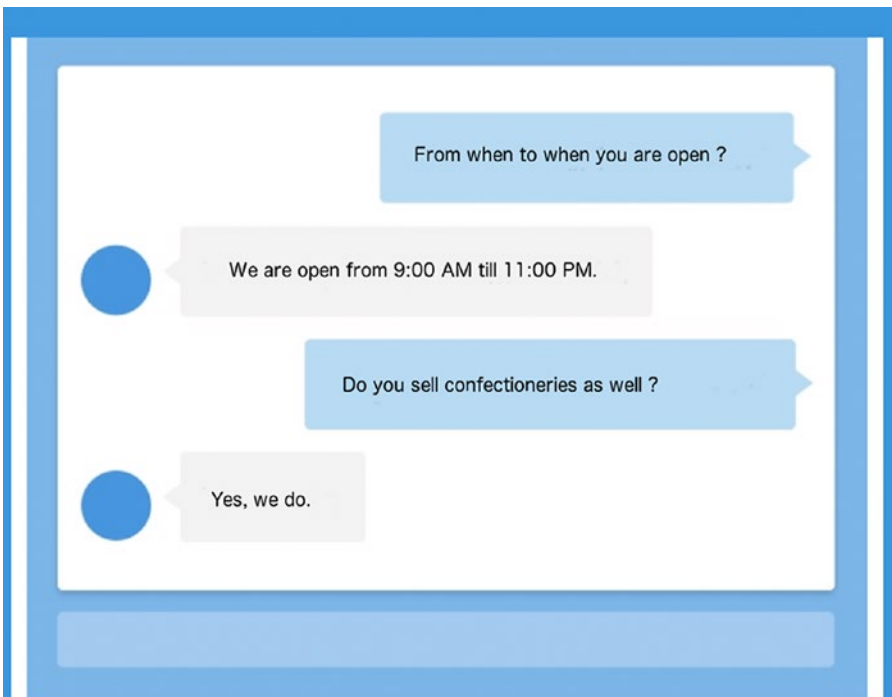 From when to when you are open ?
We are open from 9:00 AM till 11:00 PM.
Do you sell confectioneries as well ?
Yes, we do.